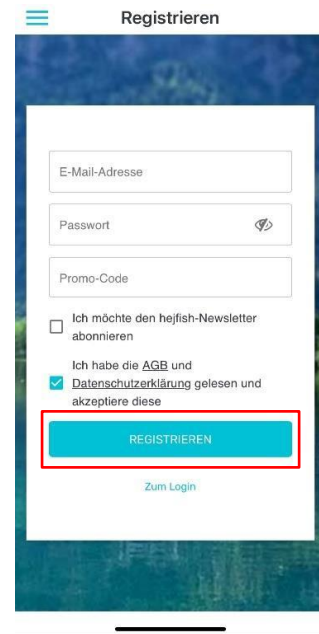 Registrieren
E-Mail-Adresse
Passwort
Promo-Code
Ich möchte den hejfish-Newsletter
abonnieren
Ich habe die AGB und
Datenschutzerklärung gelesen und
akzeptiere diese
REGISTRIEREN
Zum Login